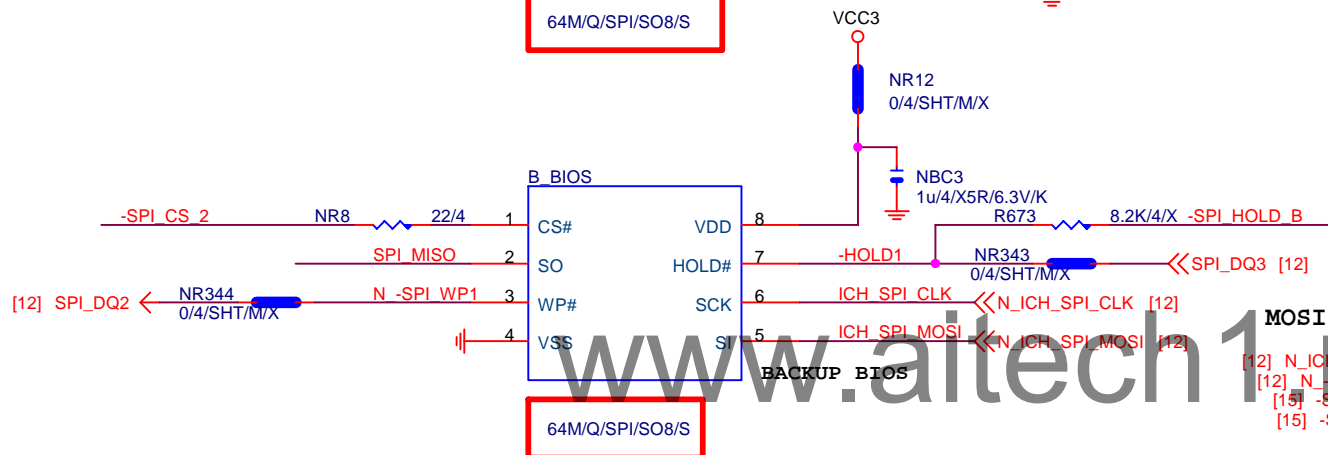 64M/Q/SPI/SO8/S
VCC3
NR12
0/4/SHT/M/X
B_BIOS
NBC3
1u/4/X5R/6.3V/K
-SPI_CS_2 NR8 22/4 1 CS# VDD 8
R673 8.2K/4/X -SPI_HOLD_B
SPI_MISO 2 SO HOLD# 7 -HOLD1 NR343 SPI_DQ3 [12]
0/4/SHT/M/X
[12] SPI_DQ2 NR344 N_-SPI_WP1 3 WP# SCK 6 ICH_SPI_CLK N_ICH_SPI_CLK [12]
0/4/SHT/M/X
4 VSS SI 5 ICH_SPI_MOSI N_ICH_SPI_MOSI [12]
MOSI
www.aitech1.
BACKUP BIOS
[12]
[12]
[15]
[15]
64M/Q/SPI/SO8/S